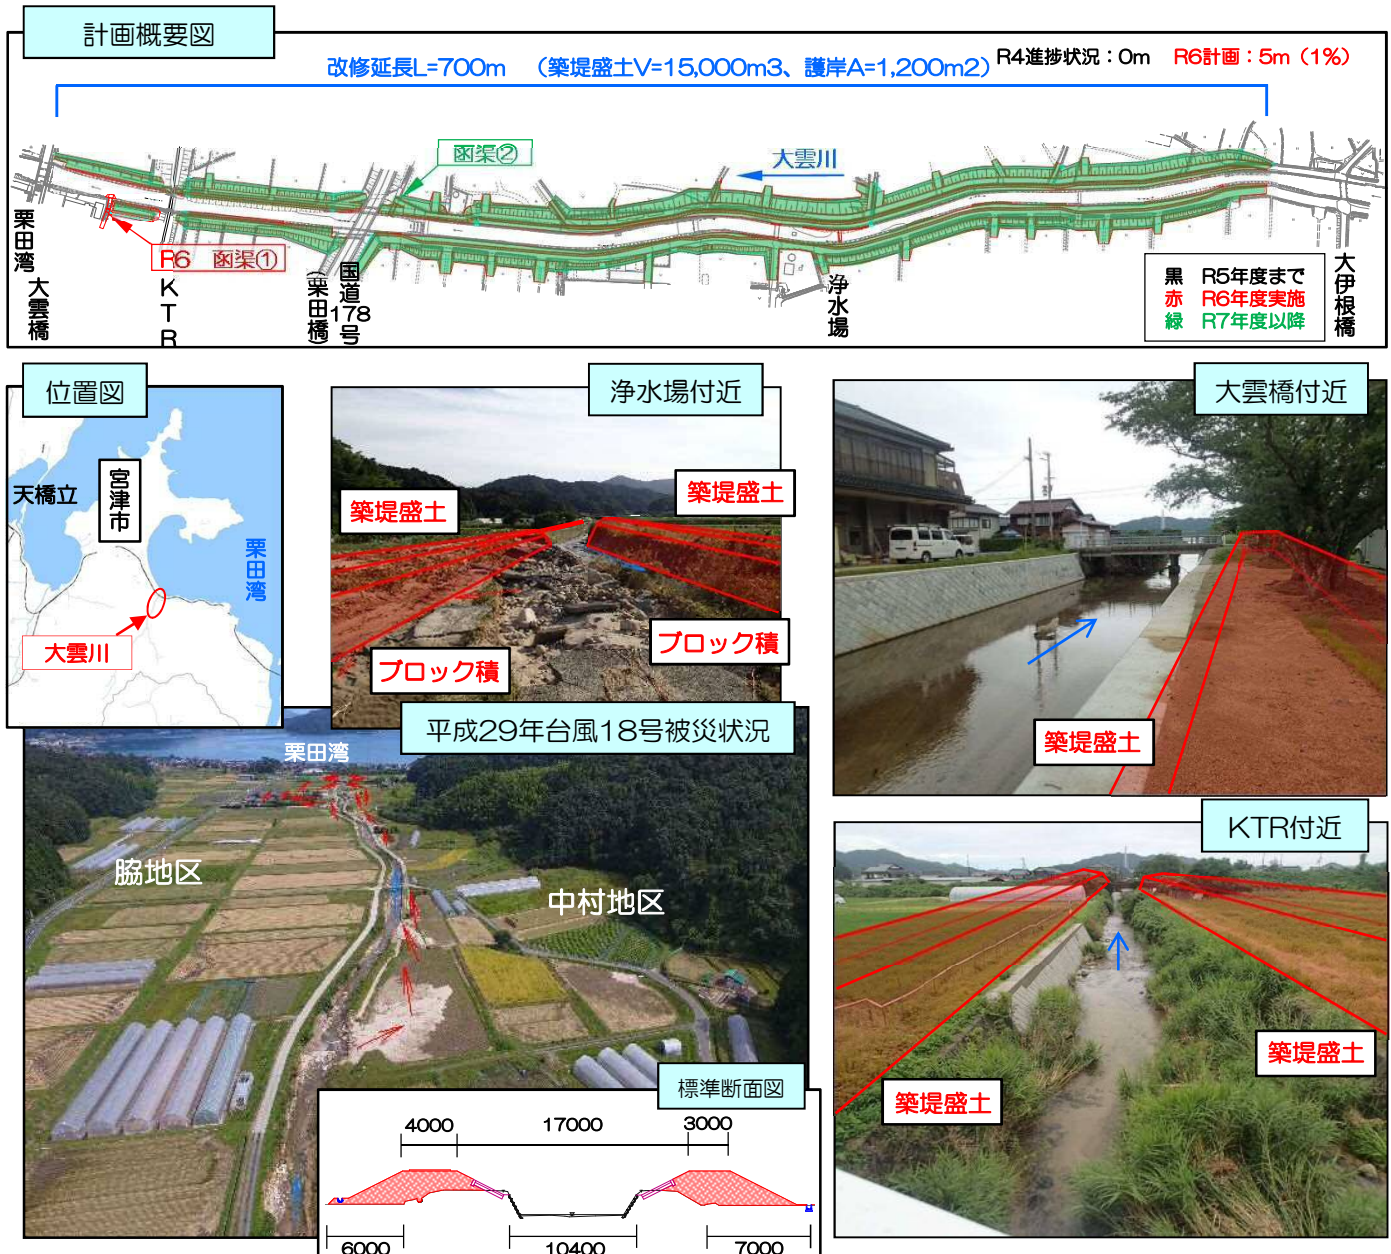 計画概要図
改修延長L=700m （築堤盛土V=15,000m3、護岸A=1,200m2）
R4進捗状況：0m
R6計画：5m（1%）
函渠②
大雲川
R6 函渠①
栗田湾
大雲橋
KTR
（栗田橋）
国道178号
浄水場
大伊根橋
黒 R5年度まで
赤 R6年度実施
緑 R7年度以降
位置図
天橋立
宮津市
栗田湾
大雲川
浄水場付近
築堤盛土
築堤盛土
ブロック積
ブロック積
大雲橋付近
築堤盛土
平成29年台風18号被災状況
栗田湾
脇地区
中村地区
KTR付近
築堤盛土
築堤盛土
標準断面図
4000
17000
3000
6000
10400
7000